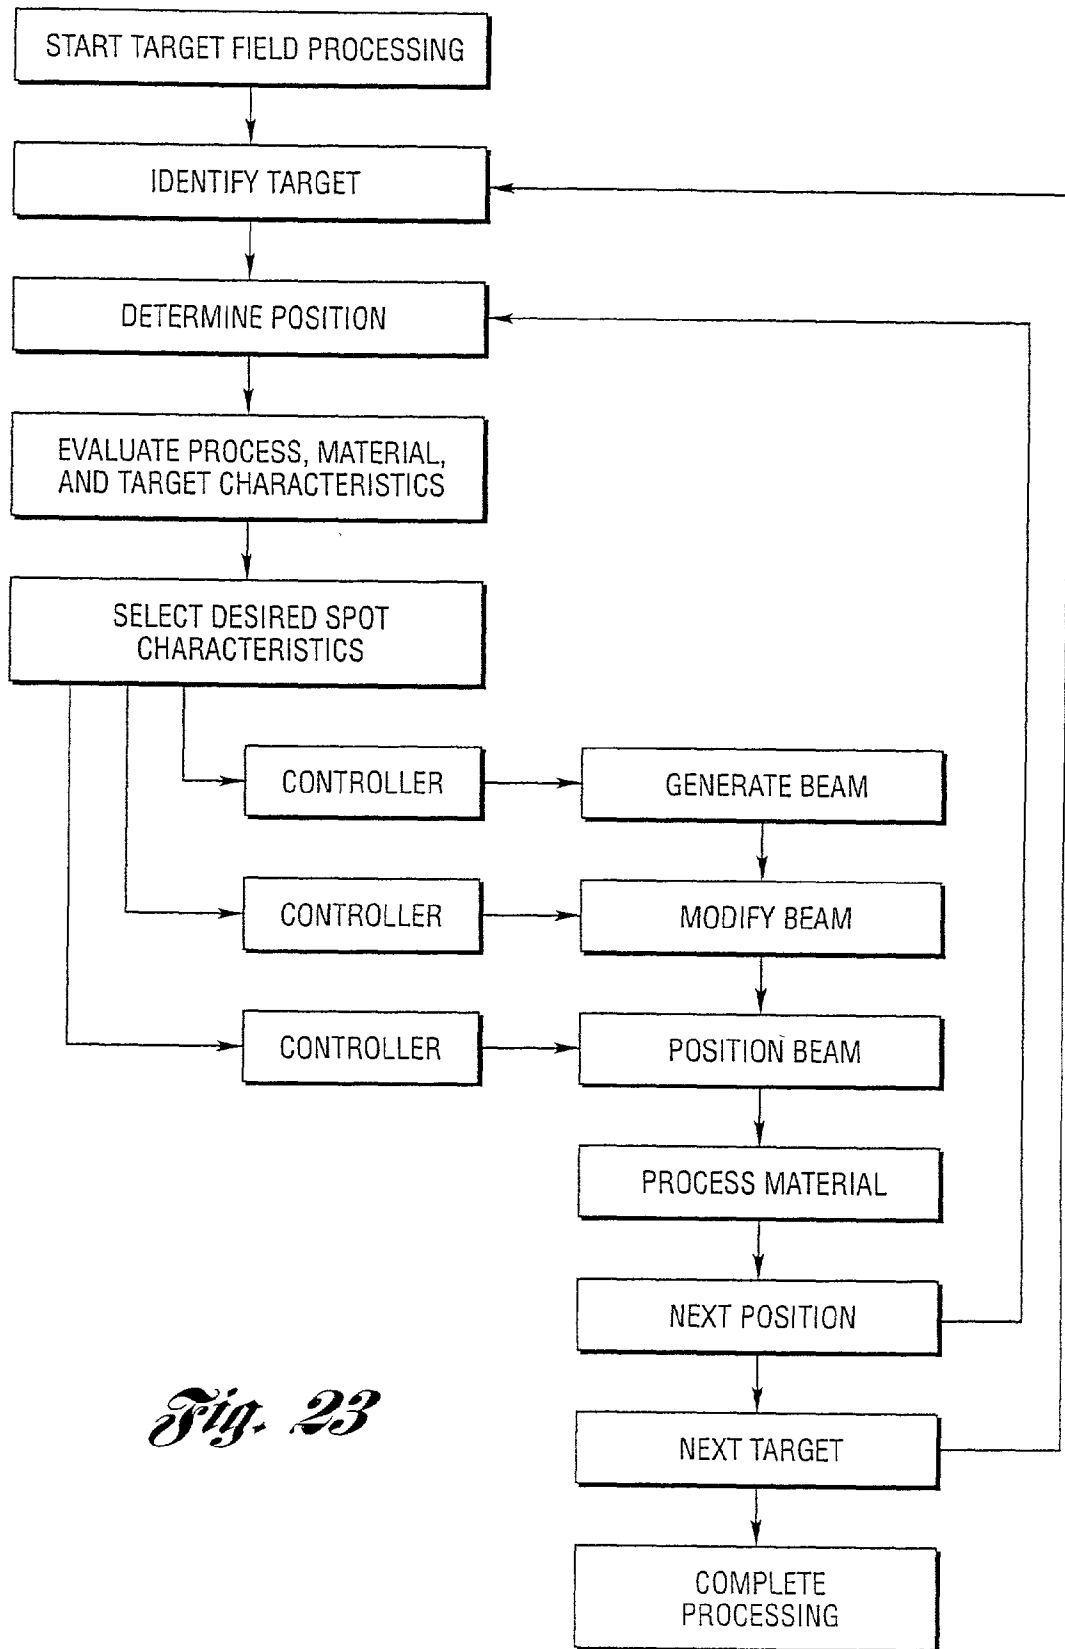 START TARGET FIELD PROCESSING
IDENTIFY TARGET
DETERMINE POSITION
EVALUATE PROCESS, MATERIAL,
AND TARGET CHARACTERISTICS
SELECT DESIRED SPOT
CHARACTERISTICS
CONTROLLER
GENERATE BEAM
CONTROLLER
MODIFY BEAM
CONTROLLER
POSITION BEAM
PROCESS MATERIAL
NEXT POSITION
NEXT TARGET
COMPLETE
PROCESSING
Fig. 23